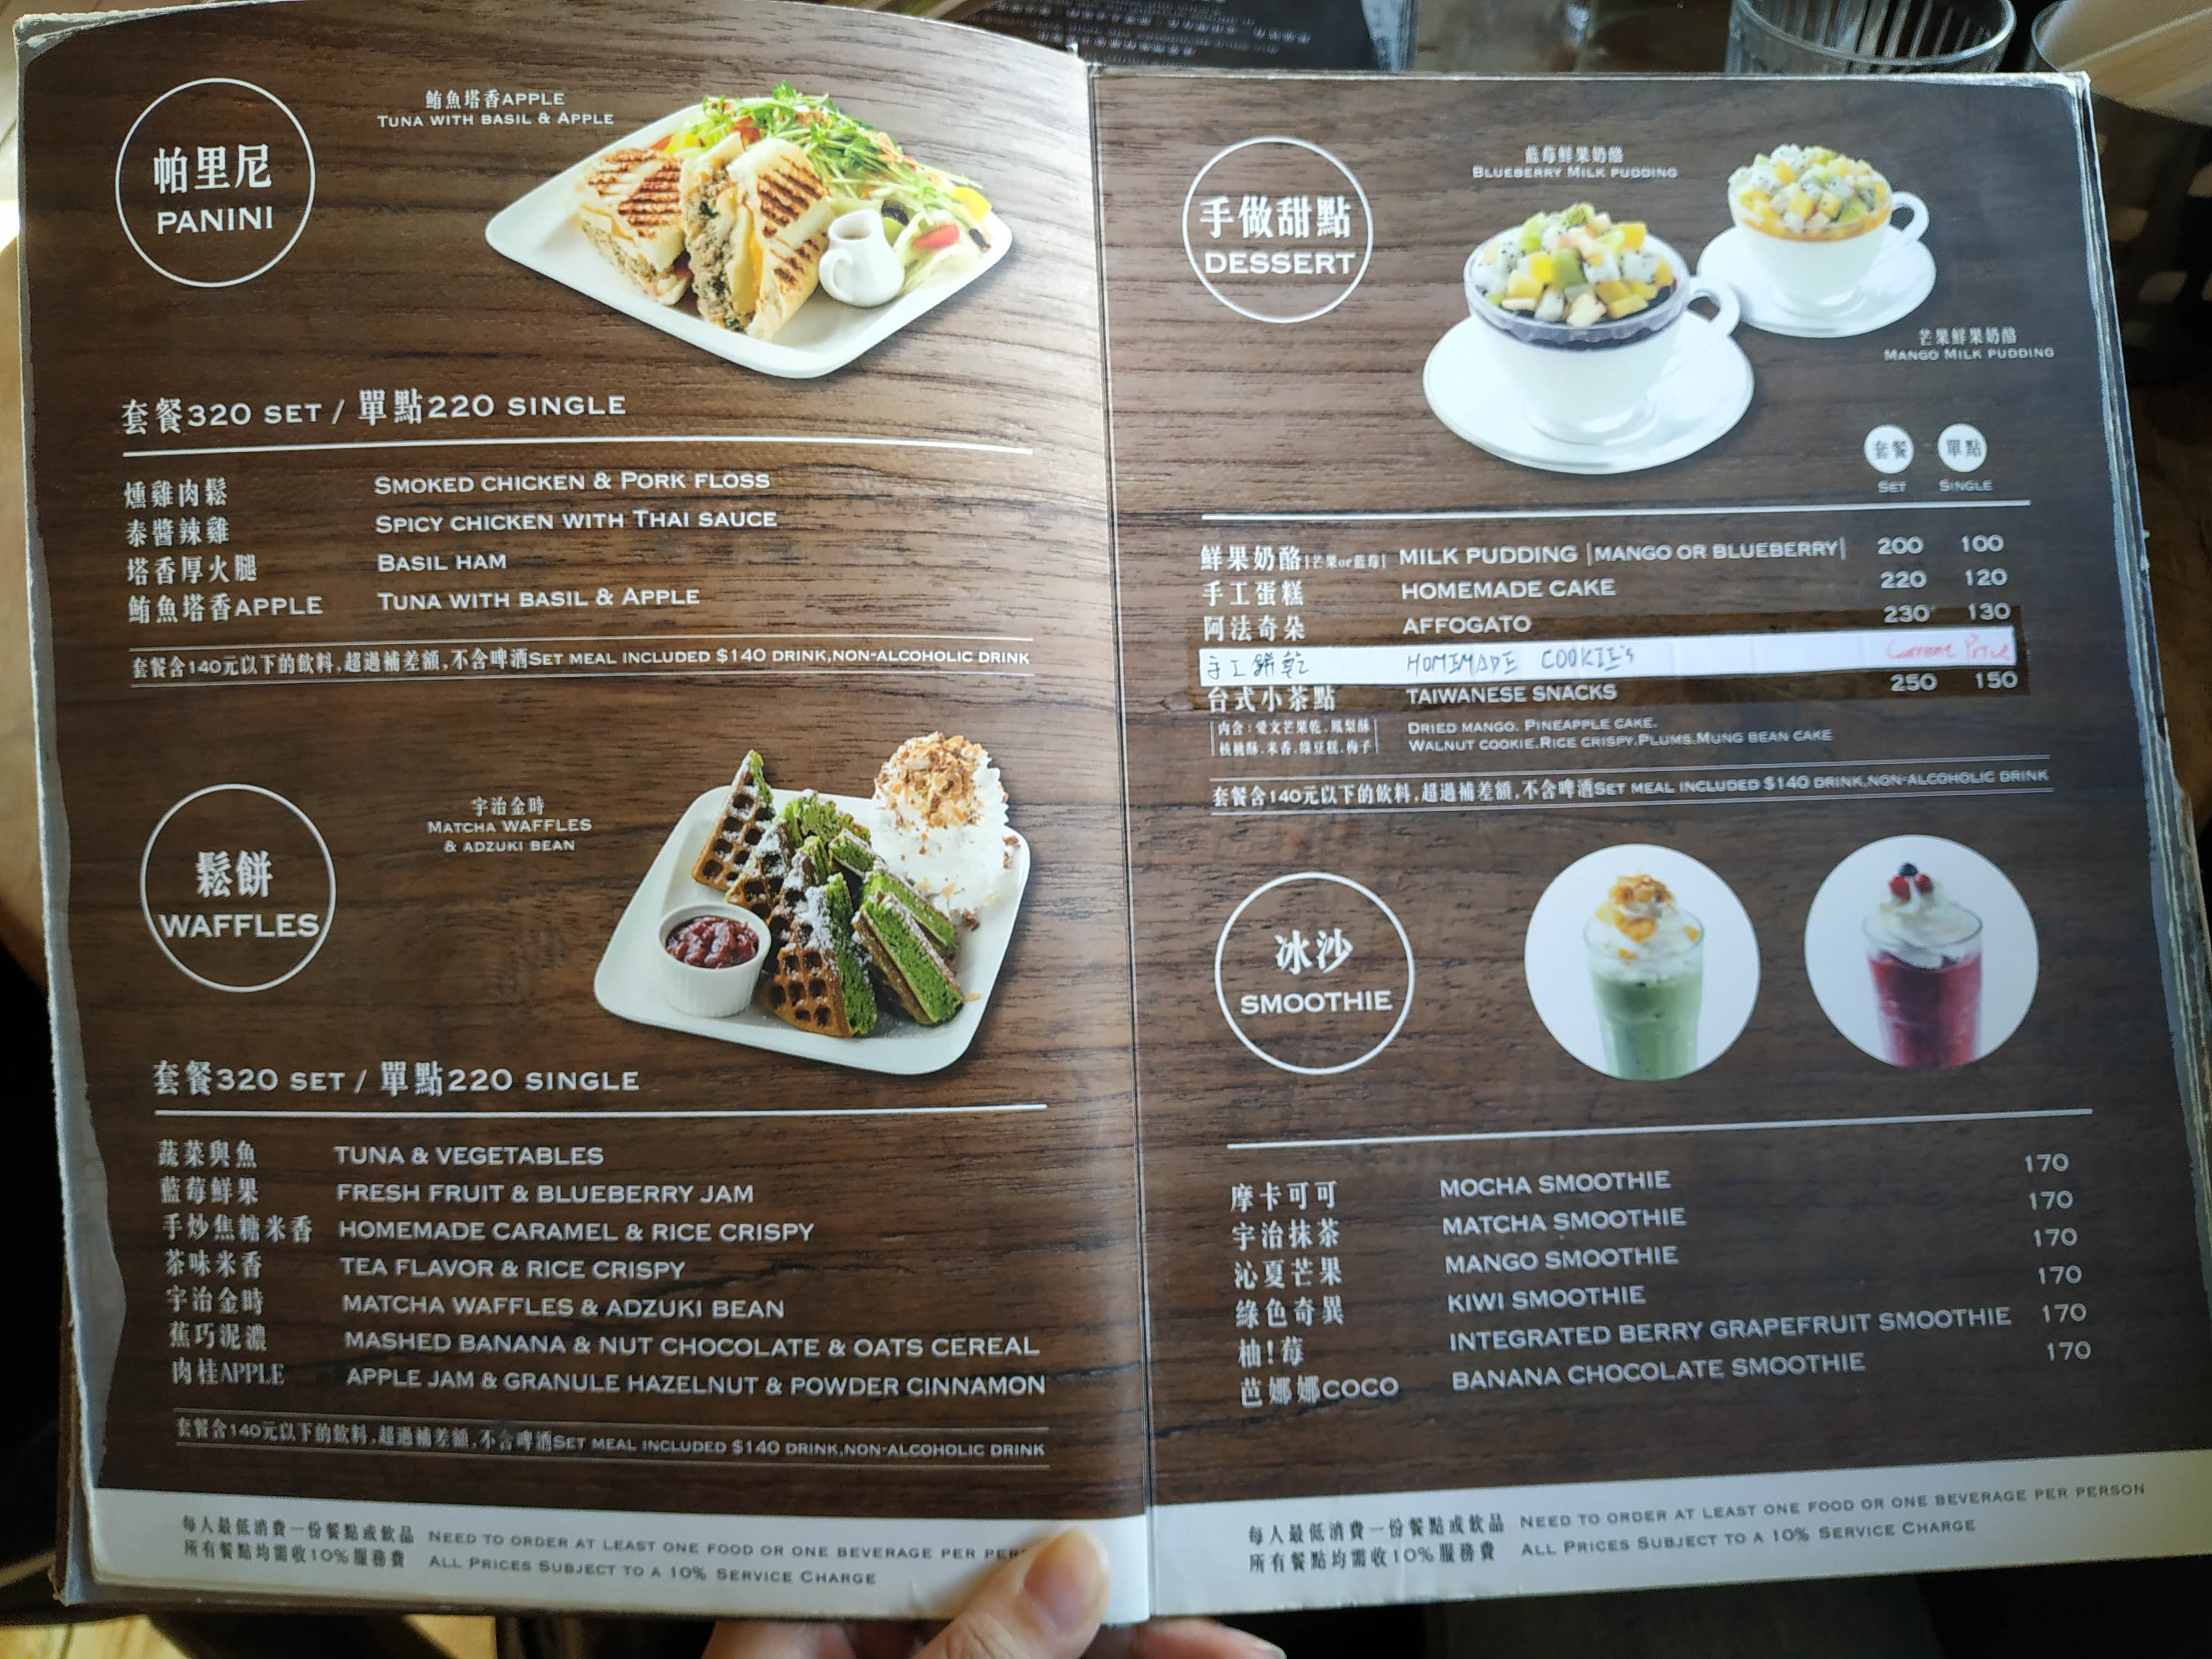 帕里尼
PANINI
鮪魚塔香APPLE
TUNA WITH BASIL & APPLE
套餐320 SET / 單點220 SINGLE
燻雞肉鬆 SMOKED CHICKEN & PORK FLOSS
泰醬辣雞 SPICY CHICKEN WITH THAI SAUCE
塔香厚火腿 BASIL HAM
鮪魚塔香APPLE TUNA WITH BASIL & APPLE
套餐含140元以下的飲料,超過補差額,不含啤酒SET MEAL INCLUDED $140 DRINK,NON-ALCOHOLIC DRINK
鬆餅
WAFFLES
宇治金時
MATCHA WAFFLES
& ADZUKI BEAN
套餐320 SET / 單點220 SINGLE
蔬菜與魚 TUNA & VEGETABLES
藍莓鮮果 FRESH FRUIT & BLUEBERRY JAM
手炒焦糖米香 HOMEMADE CARAMEL & RICE CRISPY
茶味米香 TEA FLAVOR & RICE CRISPY
宇治金時 MATCHA WAFFLES & ADZUKI BEAN
蕉巧泥濃 MASHED BANANA & NUT CHOCOLATE & OATS CEREAL
肉桂APPLE APPLE JAM & GRANULE HAZELNUT & POWDER CINNAMON
套餐含140元以下的飲料,超過補差額,不含啤酒SET MEAL INCLUDED $140 DRINK,NON-ALCOHOLIC DRINK
每人最低消費一份餐點或飲品 NEED TO ORDER AT LEAST ONE FOOD OR ONE BEVERAGE PER
所有餐點均需收10%服務費 ALL PRICES SUBJECT TO A 10% SERVICE CHARGE
手做甜點
DESSERT
藍莓鮮果奶酪
BLUEBERRY MILK PUDDING
芒果鮮果奶酪
MANGO MILK PUDDING
套餐 單點
SET SINGLE
鮮果奶酪|芒果or藍莓| MILK PUDDING |MANGO OR BLUEBERRY| 200 100
手工蛋糕 HOMEMADE CAKE 220 120
阿法奇朵 AFFOGATO 230 130
手工餅乾 HOMEMADE COOKIE's Current Price
台式小茶點 TAIWANESE SNACKS 250 150
|內含:愛文芒果乾.鳳梨酥 DRIED MANGO. PINEAPPLE CAKE.
核桃酥.米香.綠豆糕.梅子| WALNUT COOKIE.RICE CRISPY.PLUMS.MUNG BEAN CAKE
套餐含140元以下的飲料,超過補差額,不含啤酒SET MEAL INCLUDED $140 DRINK,NON-ALCOHOLIC DRINK
冰沙
SMOOTHIE
摩卡可可 MOCHA SMOOTHIE 170
宇治抹茶 MATCHA SMOOTHIE 170
沁夏芒果 MANGO SMOOTHIE 170
綠色奇異 KIWI SMOOTHIE 170
柚!莓 INTEGRATED BERRY GRAPEFRUIT SMOOTHIE 170
芭娜娜COCO BANANA CHOCOLATE SMOOTHIE 170
每人最低消費一份餐點或飲品 NEED TO ORDER AT LEAST ONE FOOD OR ONE BEVERAGE PER PERSON
所有餐點均需收10%服務費 ALL PRICES SUBJECT TO A 10% SERVICE CHARGE